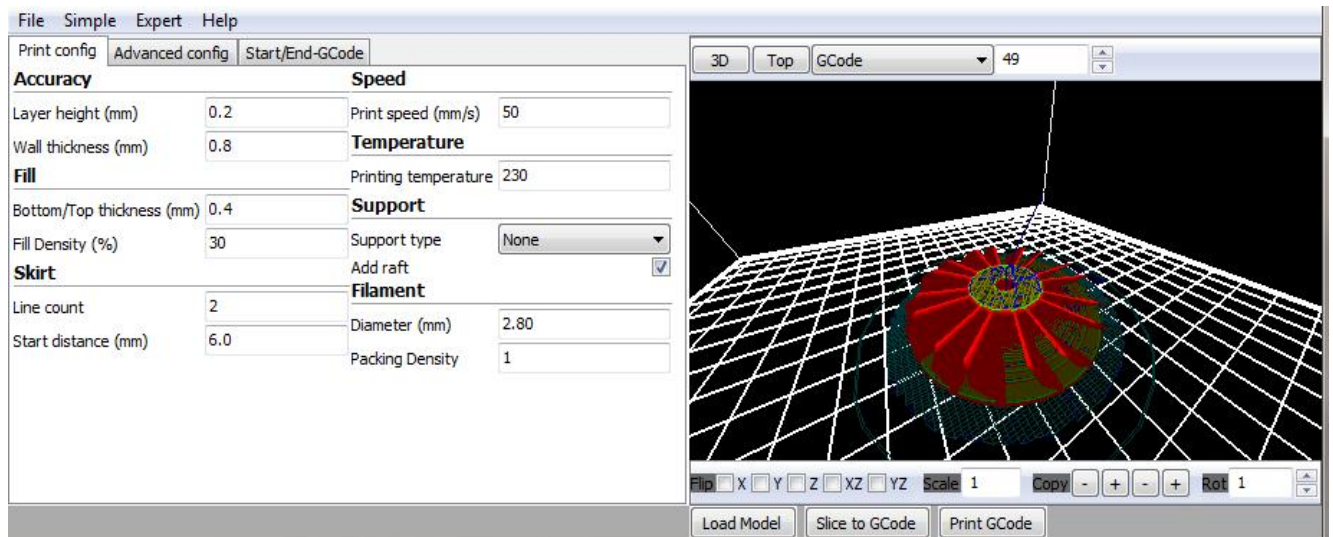 File Simple Expert Help
Print config Advanced config Start/End-GCode
Accuracy
Layer height (mm) 0.2
Wall thickness (mm) 0.8
Fill
Bottom/Top thickness (mm) 0.4
Fill Density (%) 30
Skirt
Line count 2
Start distance (mm) 6.0
Speed
Print speed (mm/s) 50
Temperature
Printing temperature 230
Support
Support type None
Add raft
Filament
Diameter (mm) 2.80
Packing Density 1
3D Top GCode 49
Flip X Y Z XZ YZ Scale 1 Copy - + - + Rot 1
Load Model Slice to GCode Print GCode